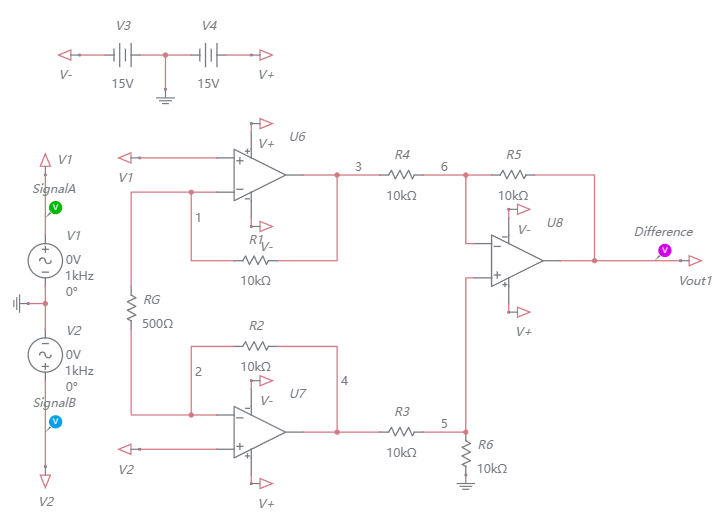 V3
V4
V-
15V
15V
V+
V1
SignalA
V
V1
0V
1kHz
0°
V2
0V
1kHz
0°
SignalB
V
V2
V+
U6
V1
1
R1
V-
10kΩ
3
R4
10kΩ
6
R5
10kΩ
V-
U8
Difference
V
Vout1
V+
RG
500Ω
R2
10kΩ
2
V-
U7
4
V2
V+
R3
10kΩ
5
R6
10kΩ